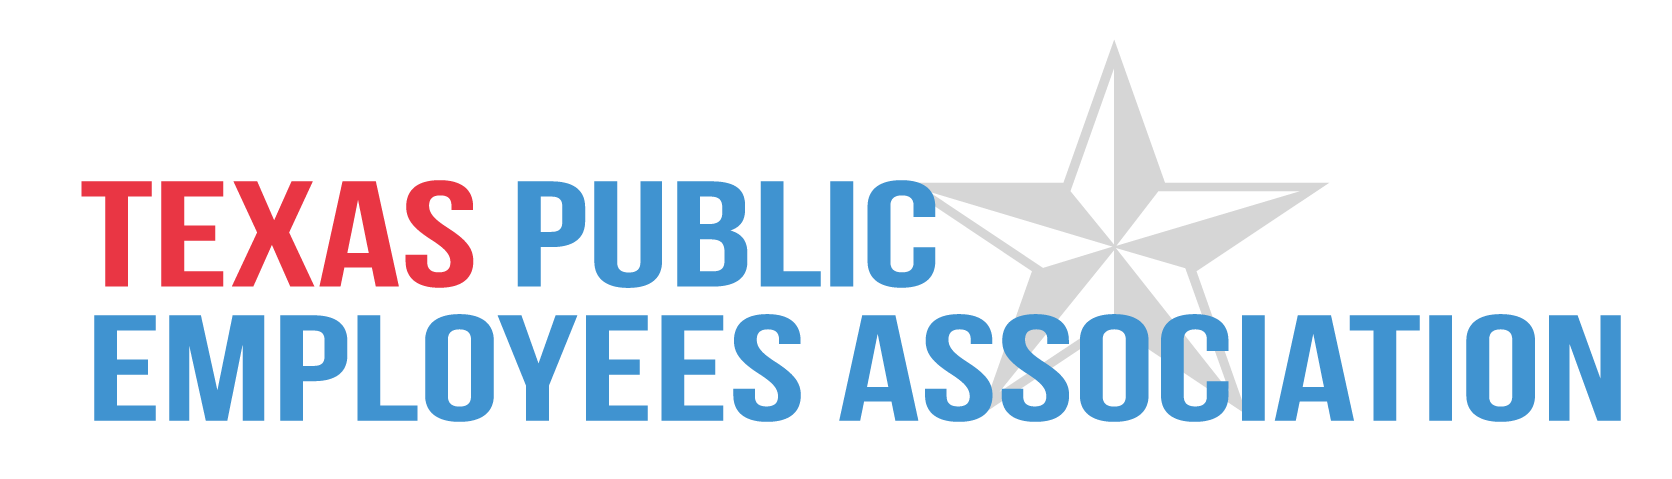 TEXAS PUBLIC
EMPLOYEES ASSOCIATION